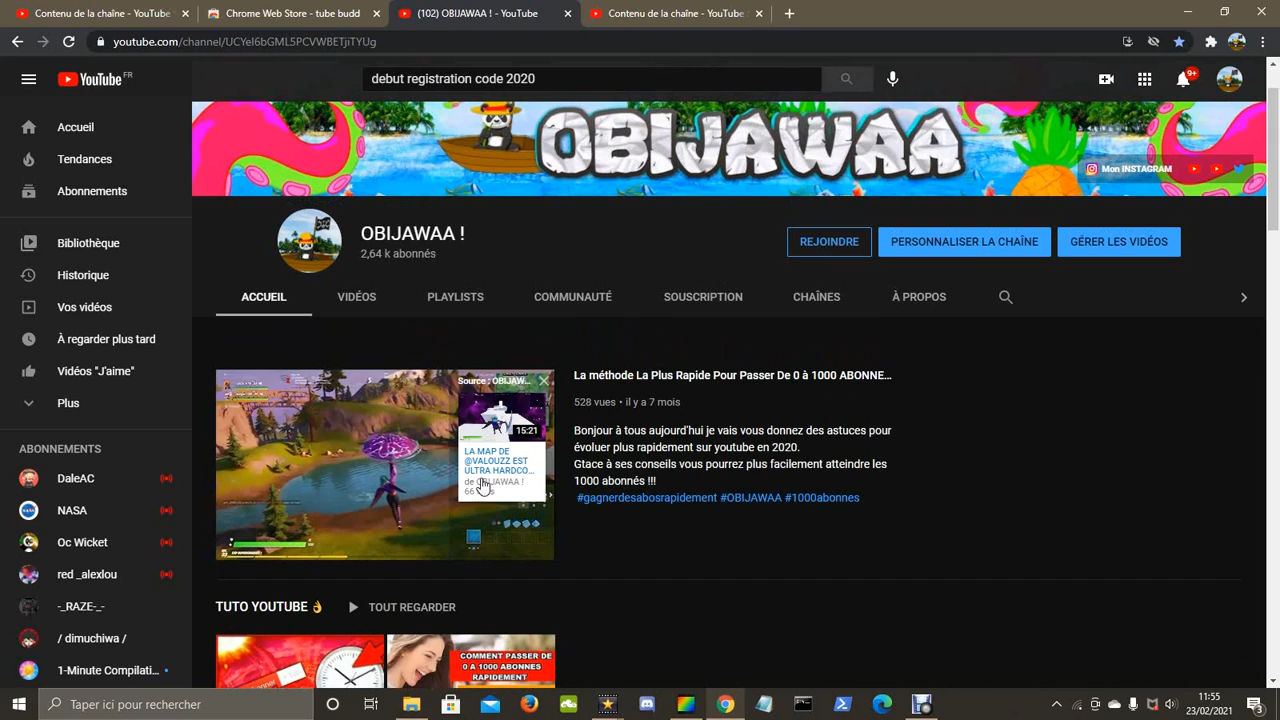 Contenu de la chaîne - YouTube
Chrome Web Store - tube budd
(102) OBIJAWAA ! - YouTube
Contenu de la chaîne - YouTube
youtube.com/channel/UCYel6bGML5PCVWBETjiTYUg
YouTube FR
debut registration code 2020
9+
Accueil
Tendances
Abonnements
Bibliothèque
Historique
Vos vidéos
À regarder plus tard
Vidéos "J'aime"
Plus
ABONNEMENTS
DaleAC
NASA
Oc Wicket
red _alexlou
-_RAZE-_-
/ dimuchiwa /
1-Minute Compilati...
OBIJAWAA
Mon INSTAGRAM
OBIJAWAA !
2,64 k abonnés
REJOINDRE
PERSONNALISER LA CHAÎNE
GÉRER LES VIDÉOS
ACCUEIL
VIDÉOS
PLAYLISTS
COMMUNAUTÉ
SOUSCRIPTION
CHAÎNES
À PROPOS
Source : OBIJAW...
15:21
LA MAP DE
@VALOUZZ EST
ULTRA HARDCO...
de OBIJAWAA !
La méthode La Plus Rapide Pour Passer De 0 à 1000 ABONNE...
528 vues • il y a 7 mois
Bonjour à tous aujourd'hui je vais vous donnez des astuces pour
évoluer plus rapidement sur youtube en 2020.
Gtace à ses conseils vous pourrez plus facilement atteindre les
1000 abonnés !!!
#gagnerdesabosrapidement #OBIJAWAA #1000abonnes
TUTO YOUTUBE 👌
TOUT REGARDER
COMMENT PASSER DE
0 A 1000 ABONNES
RAPIDEMENT
Taper ici pour rechercher
11:55
23/02/2021
3